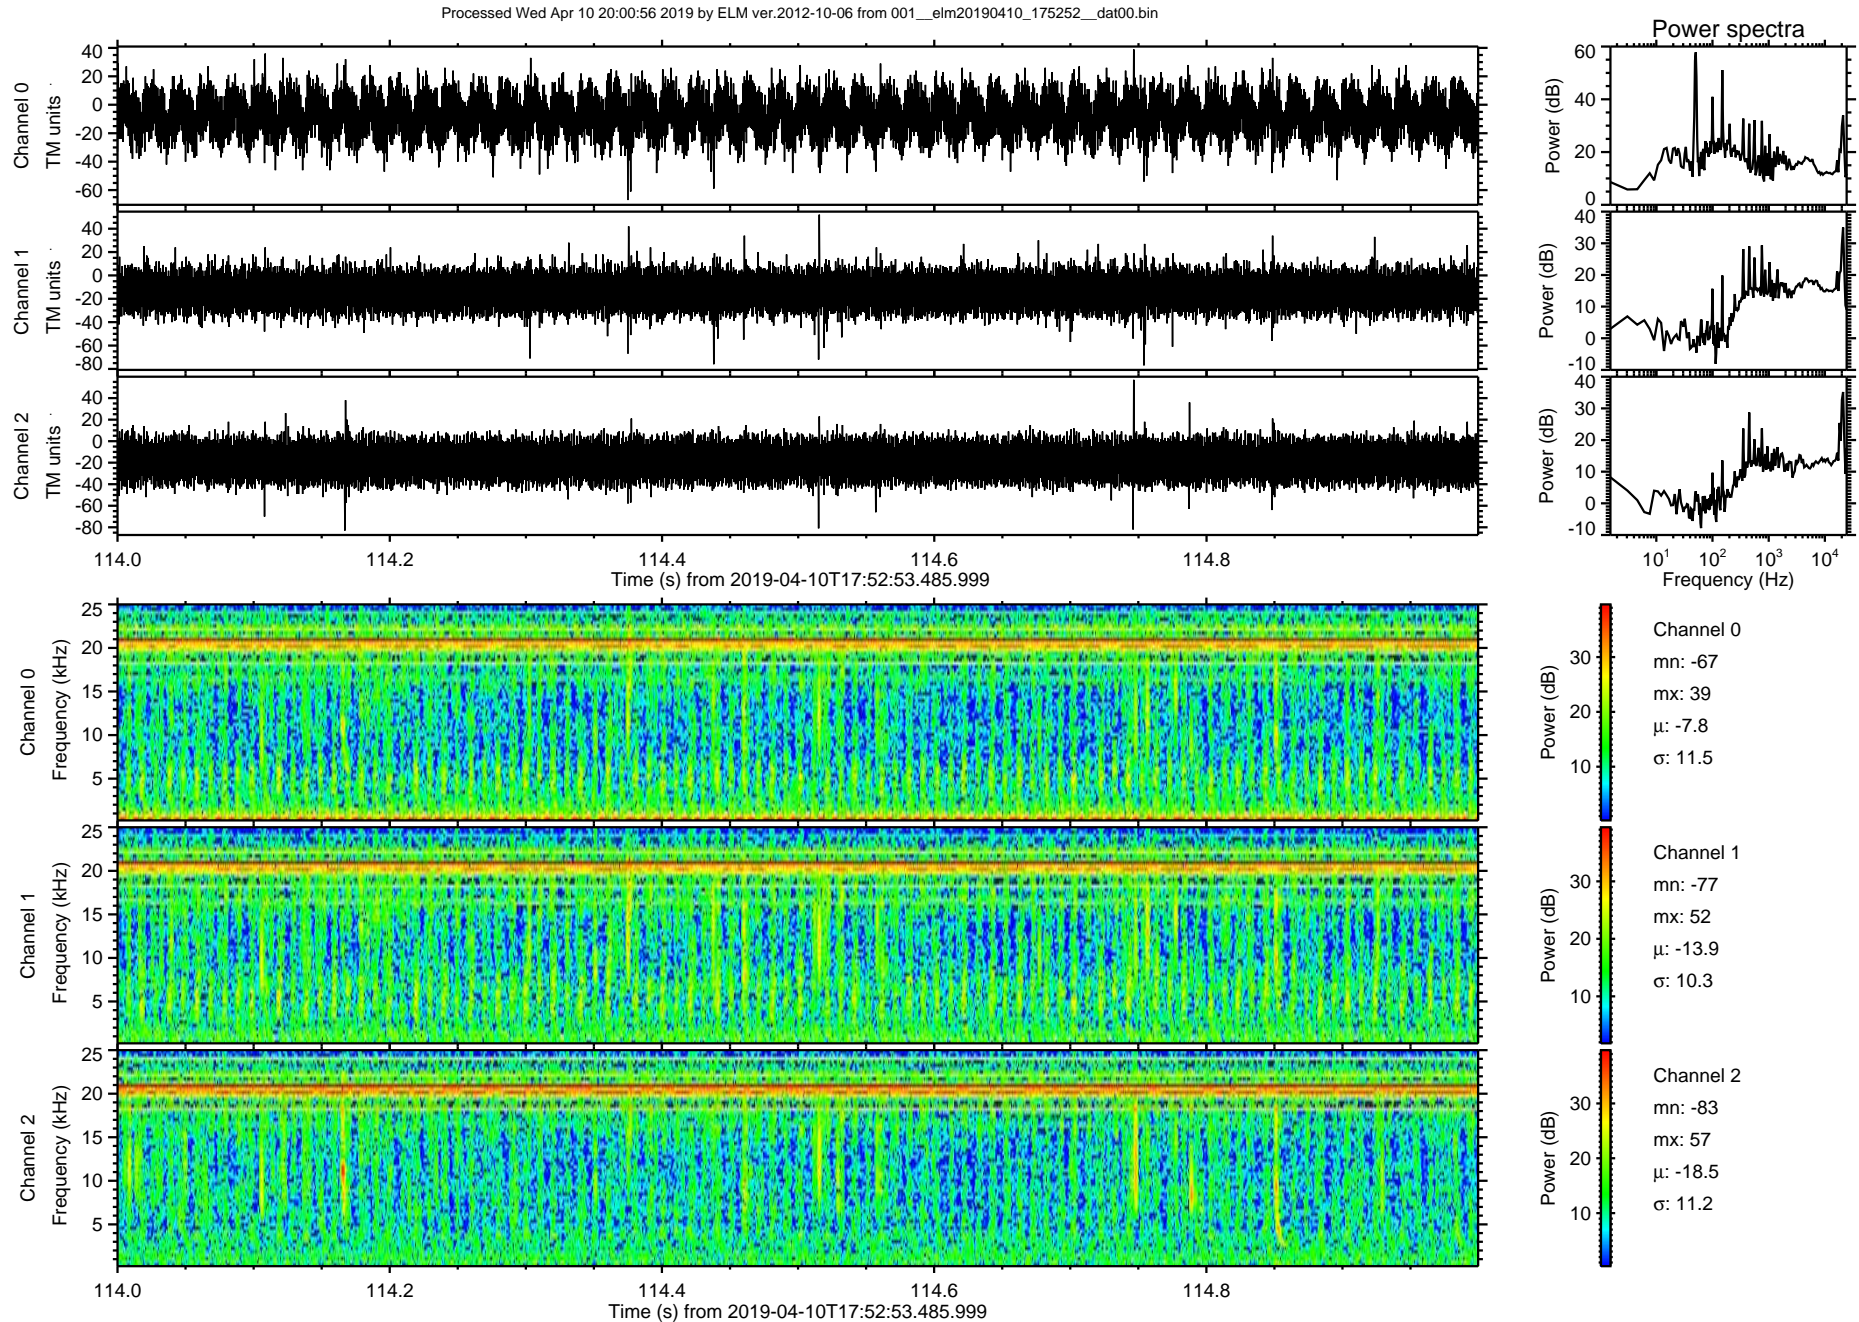 Processed Wed Apr 10 20:00:56 2019 by ELM ver.2012-10-06 from 001__elm20190410_175252__dat00.bin
Power spectra
Channel 0
TM units
40
20
0
-20
-40
-60
Power (dB)
60
40
20
0
Channel 1
TM units
40
20
0
-20
-40
-60
-80
Power (dB)
40
30
20
10
0
-10
Channel 2
TM units
40
20
0
-20
-40
-60
-80
Power (dB)
40
30
20
10
0
-10
114.0 114.2 114.4 114.6 114.8
Time (s) from 2019-04-10T17:52:53.485.999
10¹ 10² 10³ 10⁴
Frequency (Hz)
Channel 0
Frequency (kHz)
25
20
15
10
5
Power (dB)
30
20
10
Channel 0
mn: -67
mx: 39
μ: -7.8
σ: 11.5
Channel 1
Frequency (kHz)
25
20
15
10
5
Power (dB)
30
20
10
Channel 1
mn: -77
mx: 52
μ: -13.9
σ: 10.3
Channel 2
Frequency (kHz)
25
20
15
10
5
Power (dB)
30
20
10
Channel 2
mn: -83
mx: 57
μ: -18.5
σ: 11.2
114.0 114.2 114.4 114.6 114.8
Time (s) from 2019-04-10T17:52:53.485.999